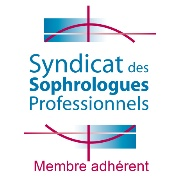 Syndicat des
Sophrologues
Professionnels
Membre adhérent